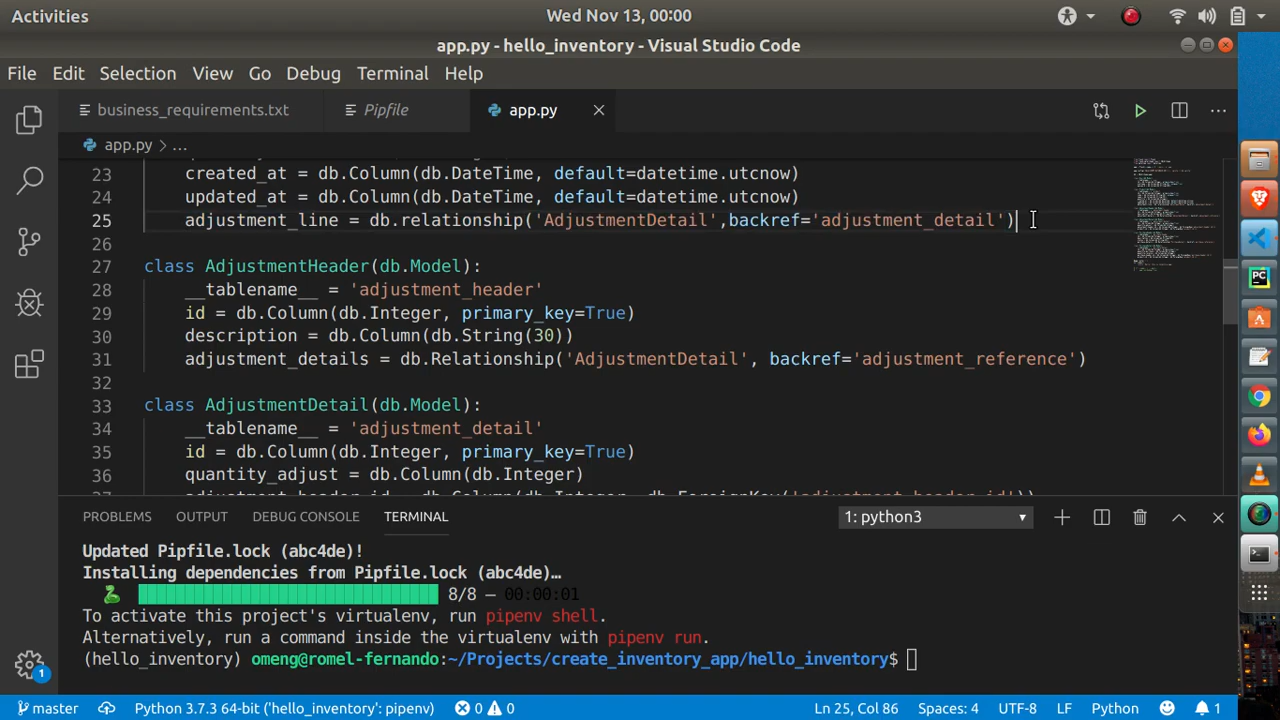 Activities
Wed Nov 13, 00:00
app.py - hello_inventory - Visual Studio Code
File Edit Selection View Go Debug Terminal Help
business_requirements.txt Pipfile app.py
app.py > ...
23 created_at = db.Column(db.DateTime, default=datetime.utcnow)
24 updated_at = db.Column(db.DateTime, default=datetime.utcnow)
25 adjustment_line = db.relationship('AdjustmentDetail',backref='adjustment_detail')
26
27 class AdjustmentHeader(db.Model):
28 __tablename__ = 'adjustment_header'
29 id = db.Column(db.Integer, primary_key=True)
30 description = db.Column(db.String(30))
31 adjustment_details = db.Relationship('AdjustmentDetail', backref='adjustment_reference')
32
33 class AdjustmentDetail(db.Model):
34 __tablename__ = 'adjustment_detail'
35 id = db.Column(db.Integer, primary_key=True)
36 quantity_adjust = db.Column(db.Integer)
PROBLEMS OUTPUT DEBUG CONSOLE TERMINAL 1: python3
Updated Pipfile.lock (abc4de)!
Installing dependencies from Pipfile.lock (abc4de)…
8/8 — 00:00:01
To activate this project's virtualenv, run pipenv shell.
Alternatively, run a command inside the virtualenv with pipenv run.
(hello_inventory) omeng@romel-fernando:~/Projects/create_inventory_app/hello_inventory$
master Python 3.7.3 64-bit ('hello_inventory': pipenv) 0 0 Ln 25, Col 86 Spaces: 4 UTF-8 LF Python 1